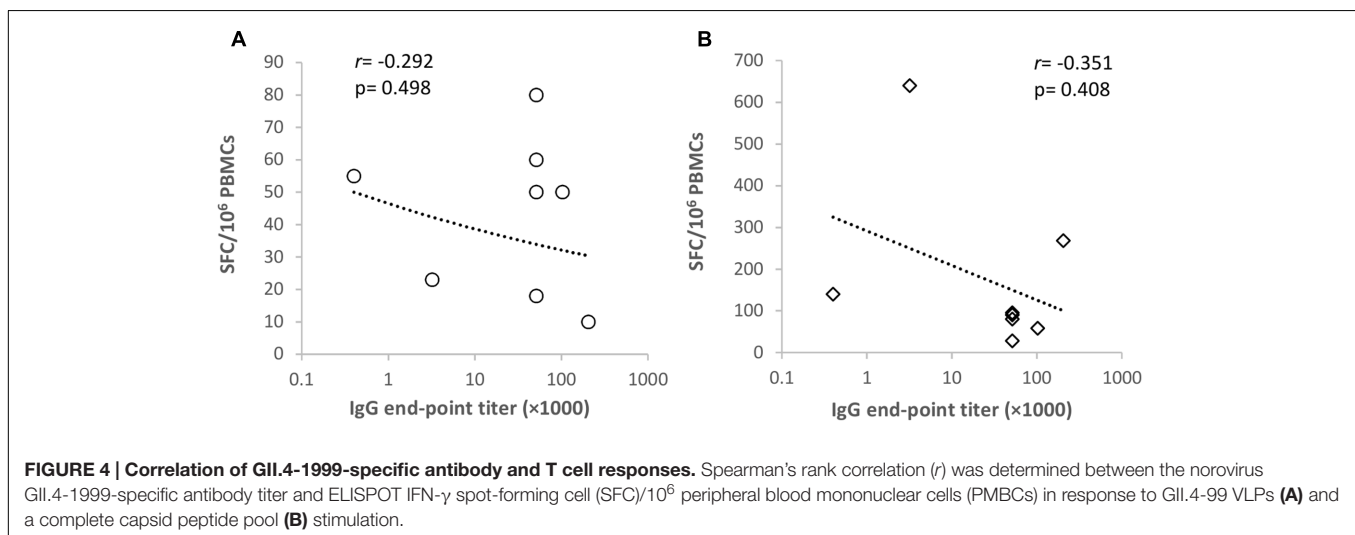 A
r= -0.292
p= 0.498
SFC/10⁶ PBMCs
90
80
70
60
50
40
30
20
10
0
0.1 1 10 100 1000
IgG end-point titer (×1000)
B
r= -0.351
p= 0.408
SFC/10⁶ PBMCs
700
600
500
400
300
200
100
0
0.1 1 10 100 1000
IgG end-point titer (×1000)
FIGURE 4 | Correlation of GII.4-1999-specific antibody and T cell responses. Spearman's rank correlation (r) was determined between the norovirus
GII.4-1999-specific antibody titer and ELISPOT IFN-γ spot-forming cell (SFC)/10⁶ peripheral blood mononuclear cells (PMBCs) in response to GII.4-99 VLPs (A) and
a complete capsid peptide pool (B) stimulation.